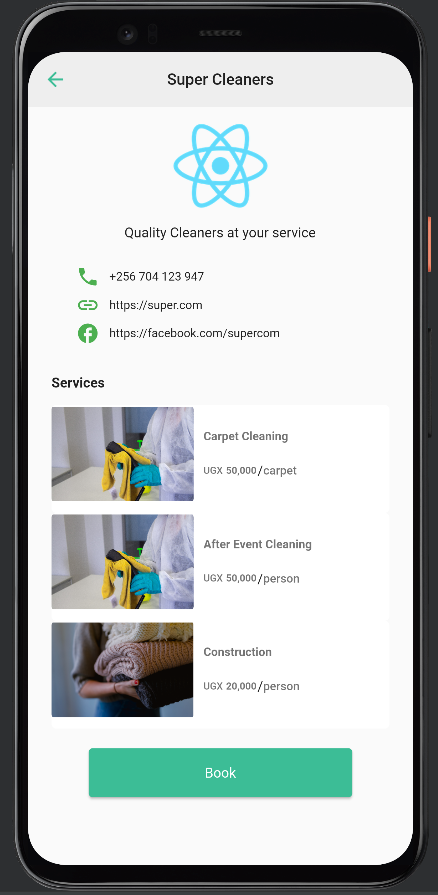 Super Cleaners
Quality Cleaners at your service
+256 704 123 947
https://super.com
https://facebook.com/supercom
Services
Carpet Cleaning
UGX 50,000/carpet
After Event Cleaning
UGX 50,000/person
Construction
UGX 20,000/person
Book